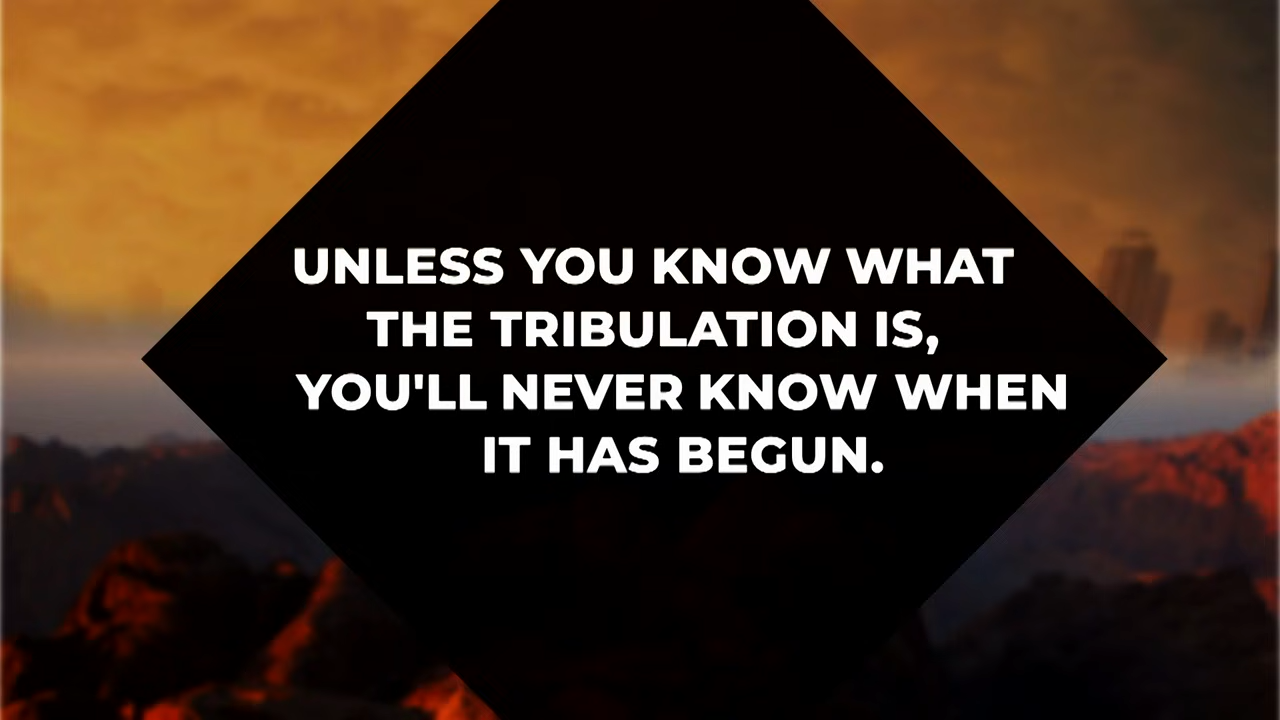 UNLESS YOU KNOW WHAT
THE TRIBULATION IS,
YOU'LL NEVER KNOW WHEN
IT HAS BEGUN.